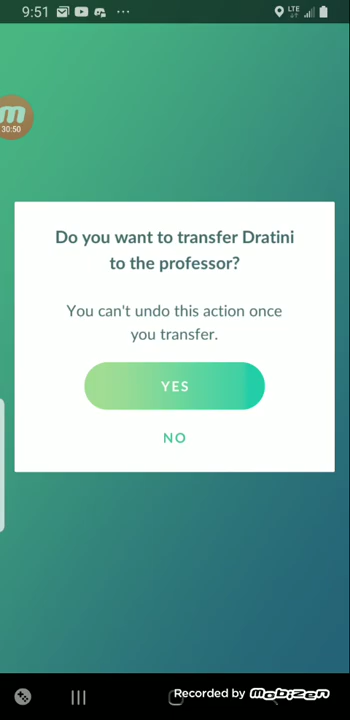 9:51
LTE
m
30:50
Do you want to transfer Dratini
to the professor?
You can't undo this action once
you transfer.
YES
NO
Recorded by mobizen